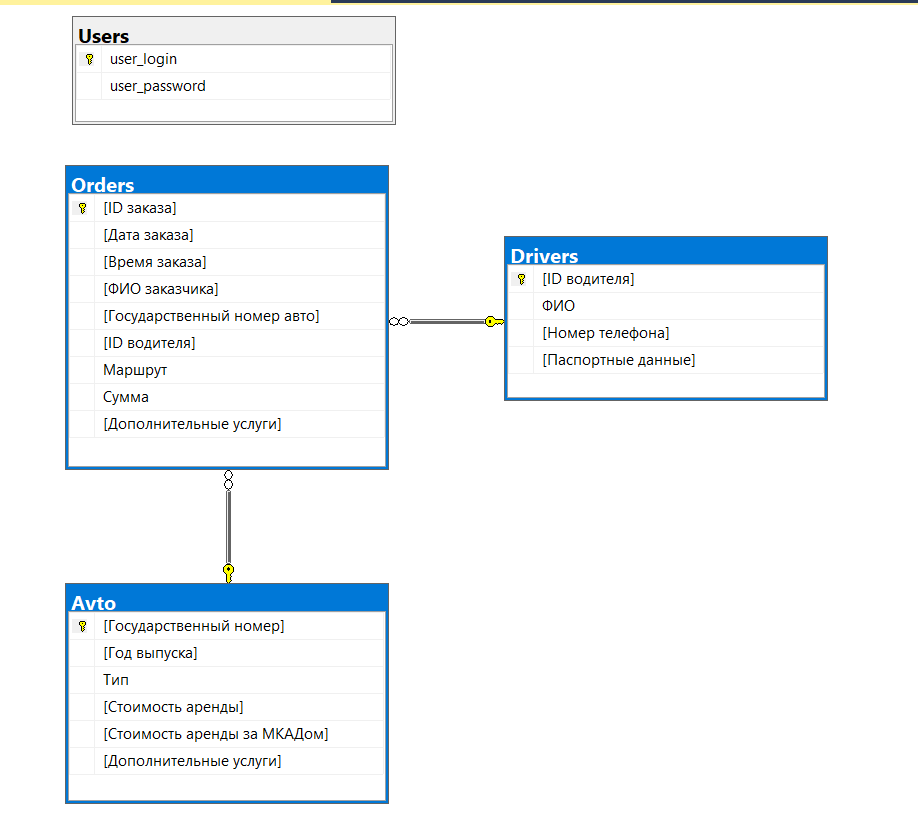 Users
user_login
user_password
Orders
[ID заказа]
[Дата заказа]
[Время заказа]
[ФИО заказчика]
[Государственный номер авто]
[ID водителя]
Маршрут
Сумма
[Дополнительные услуги]
Drivers
[ID водителя]
ФИО
[Номер телефона]
[Паспортные данные]
Avto
[Государственный номер]
[Год выпуска]
Тип
[Стоимость аренды]
[Стоимость аренды за МКАДом]
[Дополнительные услуги]